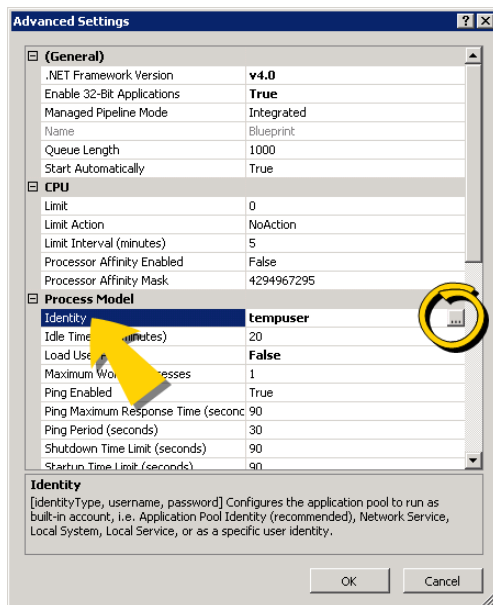 Advanced Settings
(General)
.NET Framework Version v4.0
Enable 32-Bit Applications True
Managed Pipeline Mode Integrated
Name Blueprint
Queue Length 1000
Start Automatically True
CPU
Limit 0
Limit Action NoAction
Limit Interval (minutes) 5
Processor Affinity Enabled False
Processor Affinity Mask 4294967295
Process Model
Identity tempuser ...
Idle Time (minutes) 20
Load User False
Maximum Worker Processes 1
Ping Enabled True
Ping Maximum Response Time (second 90
Ping Period (seconds) 30
Shutdown Time Limit (seconds) 90
Startup Time Limit (seconds) 90
Identity
[identityType, username, password] Configures the application pool to run as
built-in account, i.e. Application Pool Identity (recommended), Network Service,
Local System, Local Service, or as a specific user identity.
OK Cancel